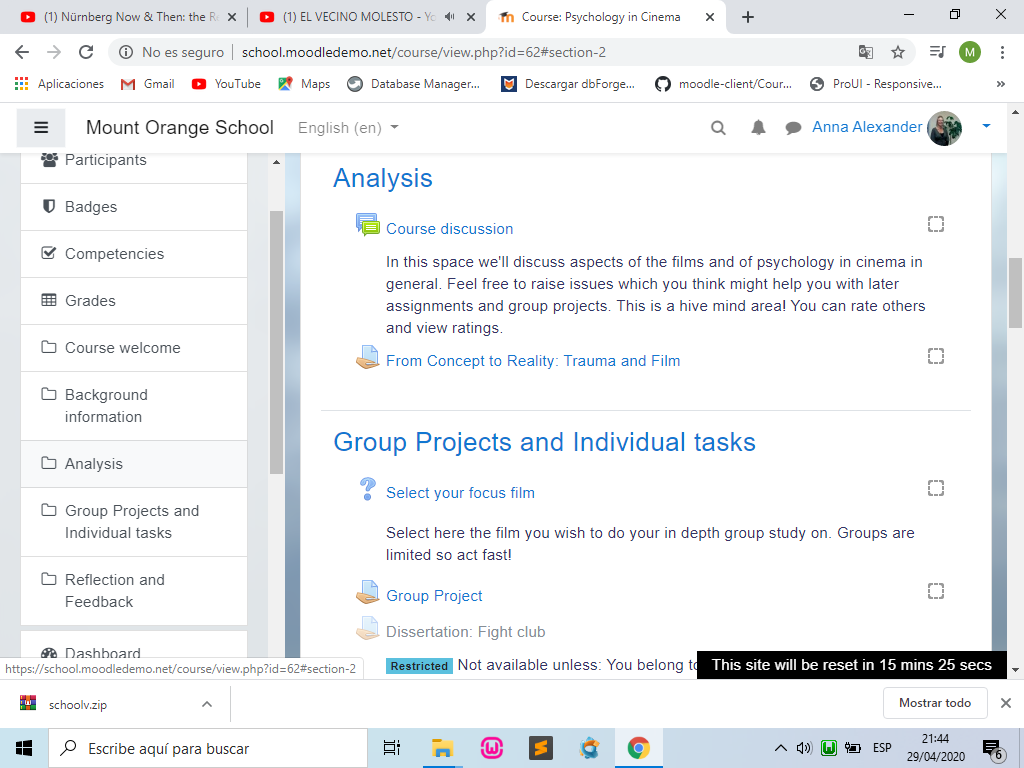 (1) Nürnberg Now & Then: the R
(1) EL VECINO MOLESTO - Yo
Course: Psychology in Cinema
No es seguro
school.moodledemo.net/course/view.php?id=62#section-2
M
Aplicaciones
Gmail
YouTube
Maps
Database Manager...
Descargar dbForge...
moodle-client/Cour...
ProUI - Responsive...
»
Mount Orange School
English (en)
Anna Alexander
Participants
Badges
Competencies
Grades
Course welcome
Background
information
Analysis
Group Projects and
Individual tasks
Reflection and
Feedback
Dashboard
Analysis
Course discussion
In this space we'll discuss aspects of the films and of psychology in cinema in
general. Feel free to raise issues which you think might help you with later
assignments and group projects. This is a hive mind area! You can rate others
and view ratings.
From Concept to Reality: Trauma and Film
Group Projects and Individual tasks
Select your focus film
Select here the film you wish to do your in depth group study on. Groups are
limited so act fast!
Group Project
Dissertation: Fight club
Restricted Not available unless: You belong to
This site will be reset in 15 mins 25 secs
https://school.moodledemo.net/course/view.php?id=62#section-2
schoolv.zip
Mostrar todo
Escribe aquí para buscar
ESP
21:44
29/04/2020
6